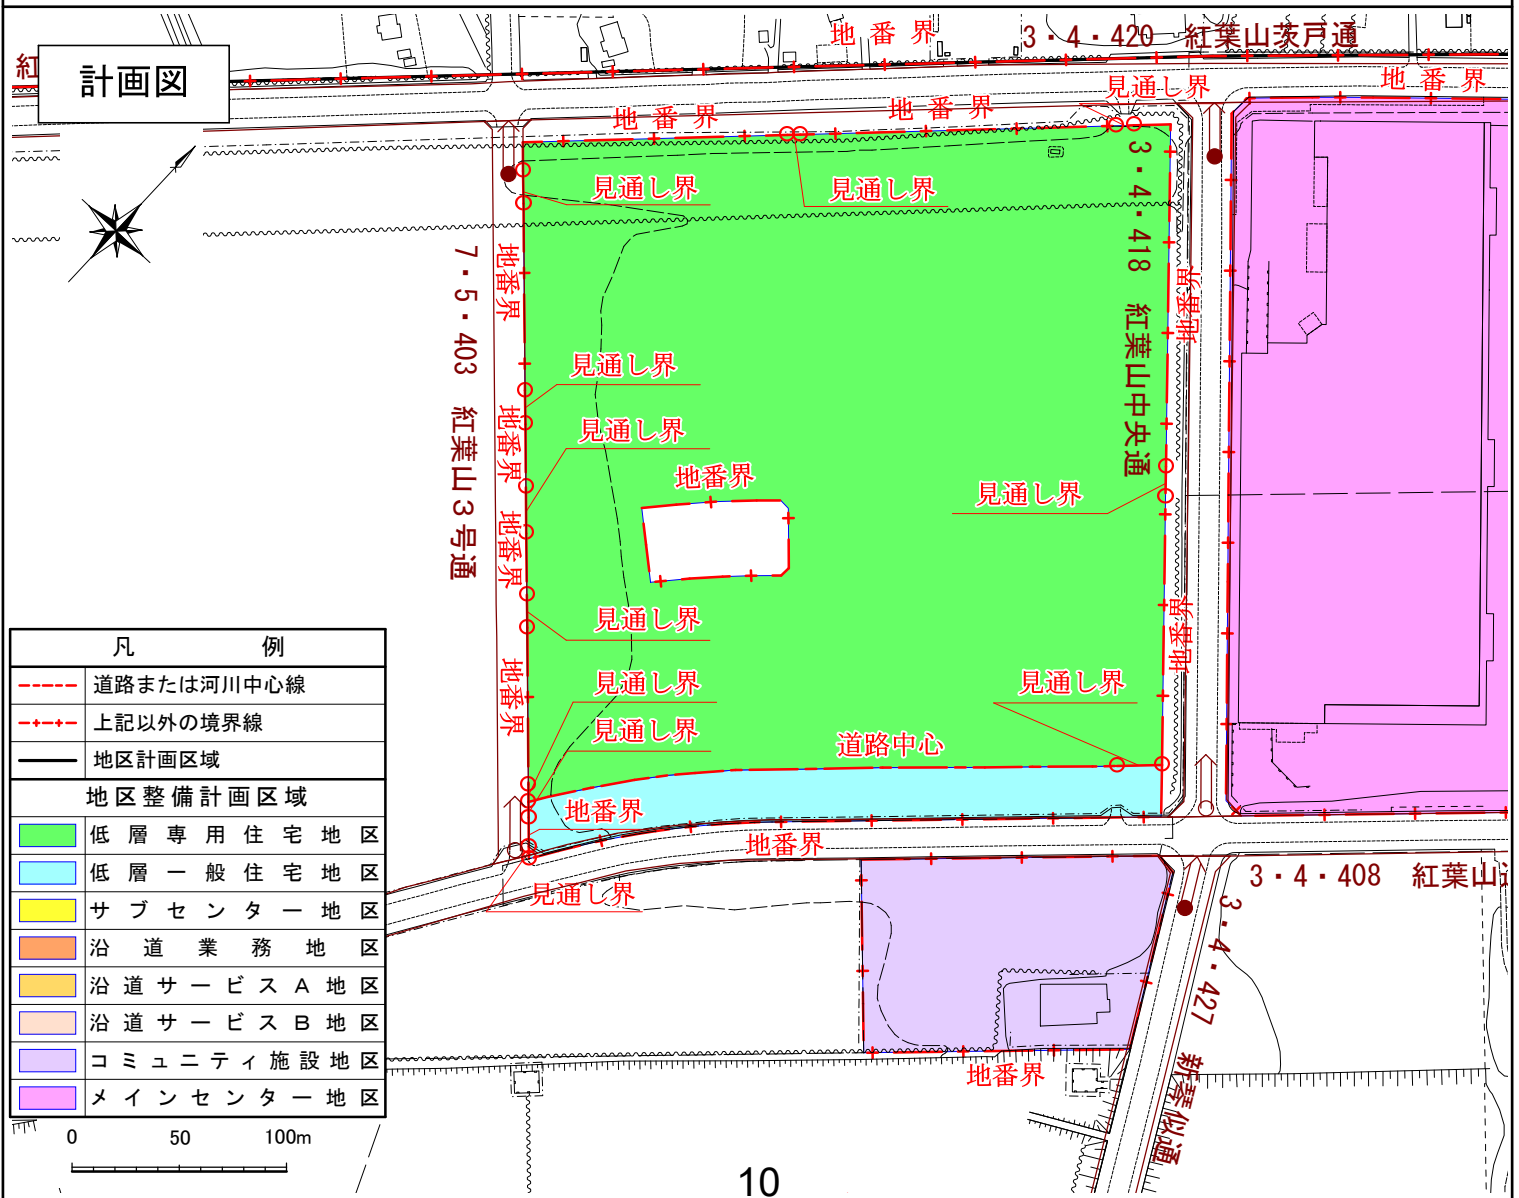 計画図
地番界
3・4・420 紅葉山茨戸通
紅
見通し界
地番界
地番界
地番界
見通し界
見通し界
3・4・418 紅葉山中央通
地番界
7・5・403 紅葉山3号通
地番界
見通し界
地番界
見通し界
地番界
見通し界
地番界
地番界
見通し界
地番界
見通し界
見通し界
見通し界
道路中心
地番界
地番界
見通し界
3・4・408 紅葉山
3・4・427 新琴似通
地番界
凡例
道路または河川中心線
上記以外の境界線
地区計画区域
地区整備計画区域
低層専用住宅地区
低層一般住宅地区
サブセンター地区
沿道業務地区
沿道サービスA地区
沿道サービスB地区
コミュニティ施設地区
メインセンター地区
0 50 100m
10